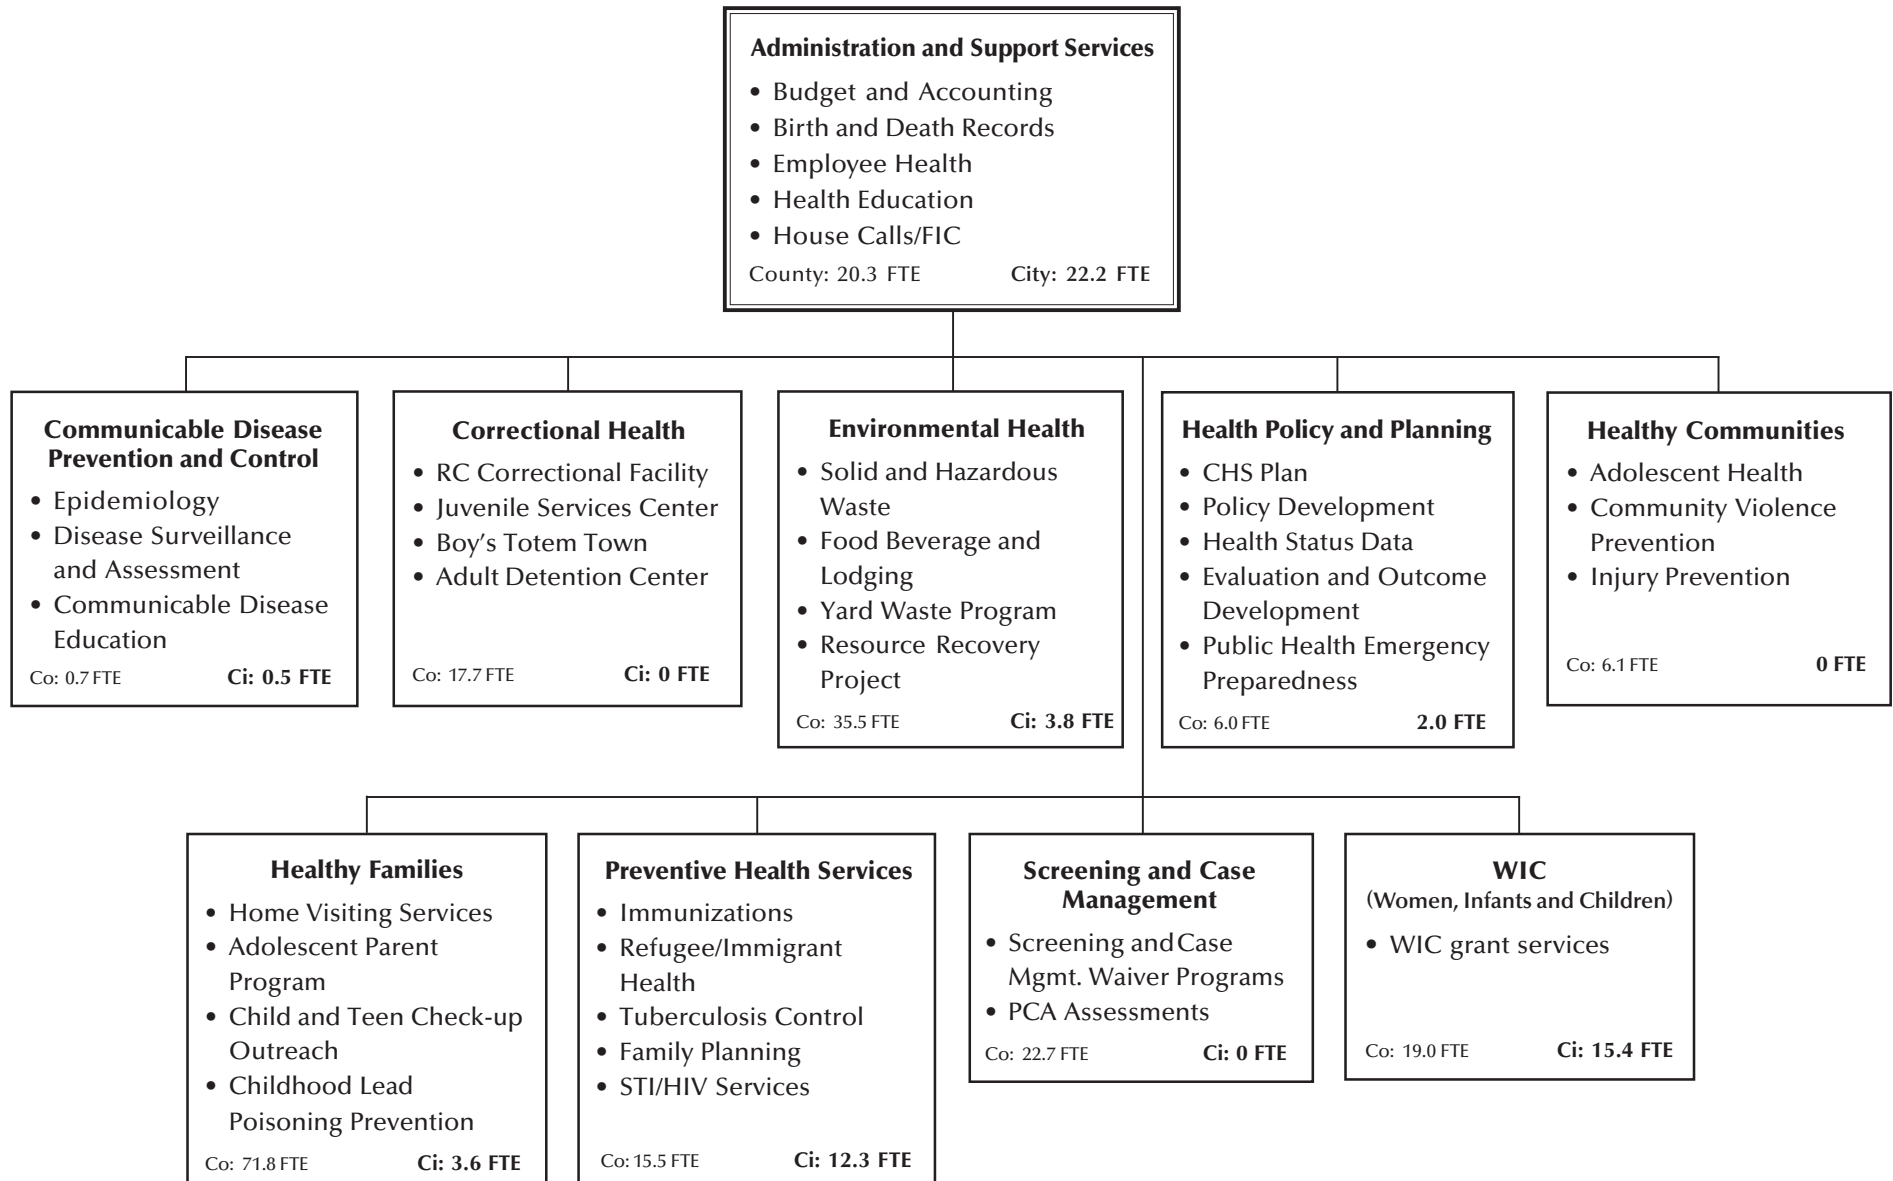 Administration and Support Services
• Budget and Accounting
• Birth and Death Records
• Employee Health
• Health Education
• House Calls/FIC
County: 20.3 FTE City: 22.2 FTE
Communicable Disease
Prevention and Control
• Epidemiology
• Disease Surveillance
and Assessment
• Communicable Disease
Education
Co: 0.7 FTE Ci: 0.5 FTE
Correctional Health
• RC Correctional Facility
• Juvenile Services Center
• Boy's Totem Town
• Adult Detention Center
Co: 17.7 FTE Ci: 0 FTE
Environmental Health
• Solid and Hazardous
Waste
• Food Beverage and
Lodging
• Yard Waste Program
• Resource Recovery
Project
Co: 35.5 FTE Ci: 3.8 FTE
Health Policy and Planning
• CHS Plan
• Policy Development
• Health Status Data
• Evaluation and Outcome
Development
• Public Health Emergency
Preparedness
Co: 6.0 FTE 2.0 FTE
Healthy Communities
• Adolescent Health
• Community Violence
Prevention
• Injury Prevention
Co: 6.1 FTE 0 FTE
Healthy Families
• Home Visiting Services
• Adolescent Parent
Program
• Child and Teen Check-up
Outreach
• Childhood Lead
Poisoning Prevention
Co: 71.8 FTE Ci: 3.6 FTE
Preventive Health Services
• Immunizations
• Refugee/Immigrant
Health
• Tuberculosis Control
• Family Planning
• STI/HIV Services
Co: 15.5 FTE Ci: 12.3 FTE
Screening and Case
Management
• Screening and Case
Mgmt. Waiver Programs
• PCA Assessments
Co: 22.7 FTE Ci: 0 FTE
WIC
(Women, Infants and Children)
• WIC grant services
Co: 19.0 FTE Ci: 15.4 FTE